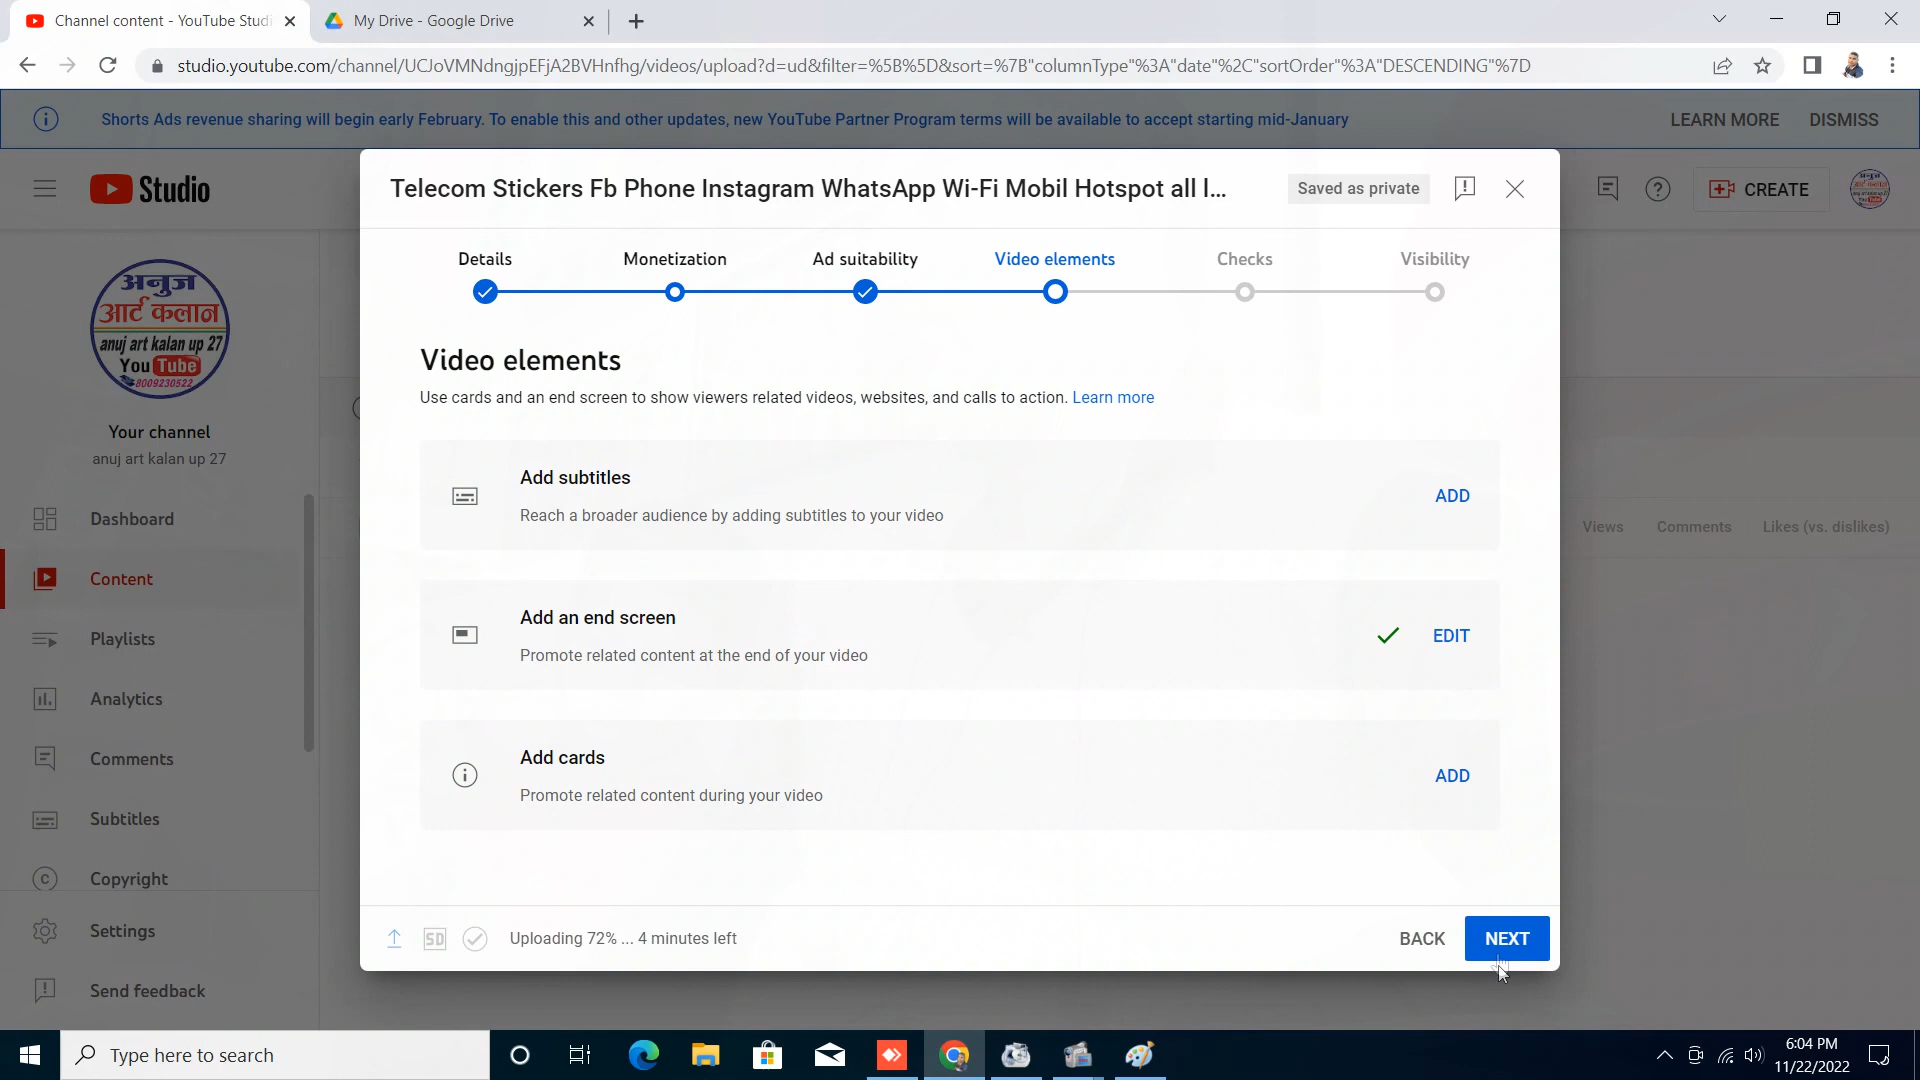 Channel content - YouTube Studi
My Drive - Google Drive
studio.youtube.com/channel/UCJoVMNdngjpEFjA2BVHnfhg/videos/upload?d=ud&filter=%5B%5D&sort=%7B"columnType"%3A"date"%2C"sortOrder"%3A"DESCENDING"%7D
Shorts Ads revenue sharing will begin early February. To enable this and other updates, new YouTube Partner Program terms will be available to accept starting mid-January
LEARN MORE
DISMISS
Studio
Telecom Stickers Fb Phone Instagram WhatsApp Wi-Fi Mobil Hotspot all l...
Saved as private
CREATE
Details
Monetization
Ad suitability
Video elements
Checks
Visibility
अनुज
आर्ट कलान
anuj art kalan up 27
You Tube
8009230522
Your channel
anuj art kalan up 27
Dashboard
Content
Playlists
Analytics
Comments
Subtitles
Copyright
Settings
Send feedback
Video elements
Use cards and an end screen to show viewers related videos, websites, and calls to action. Learn more
Add subtitles
Reach a broader audience by adding subtitles to your video
ADD
Add an end screen
Promote related content at the end of your video
EDIT
Add cards
Promote related content during your video
ADD
Views
Comments
Likes (vs. dislikes)
SD
Uploading 72% ... 4 minutes left
BACK
NEXT
Type here to search
6:04 PM
11/22/2022